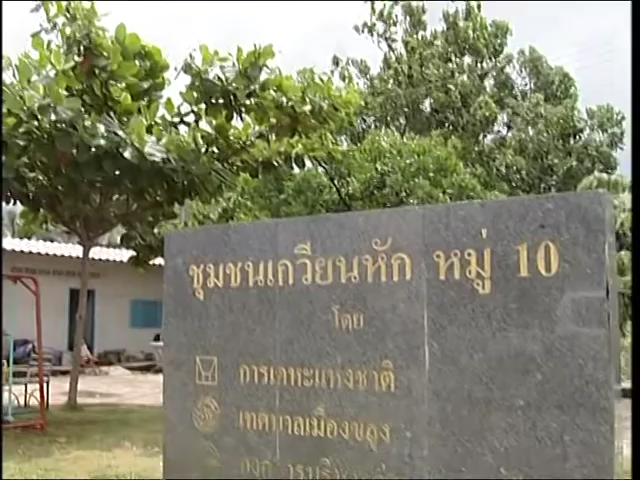 ชุมชนเกวียนหัก หมู่ 10
โดย
การเคหะแห่งชาติ
เทศบาลเมืองขลุง